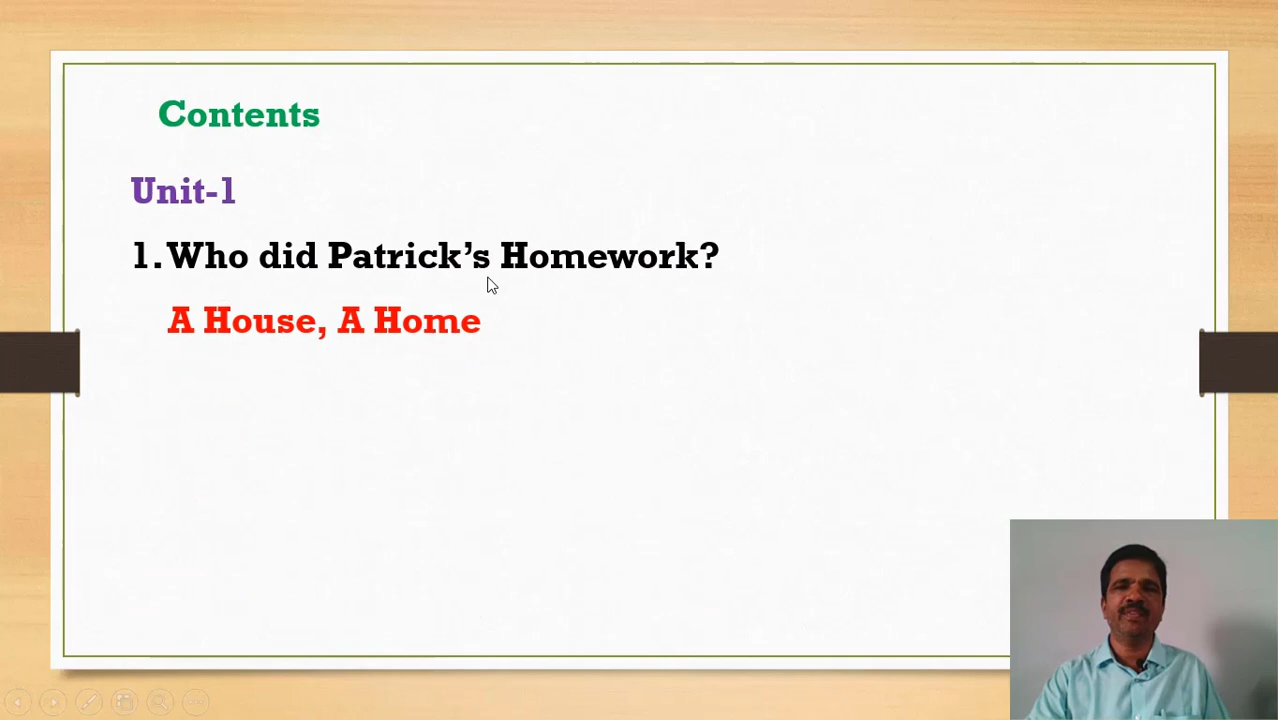 Contents
Unit-1
1. Who did Patrick’s Homework?
A House, A Home